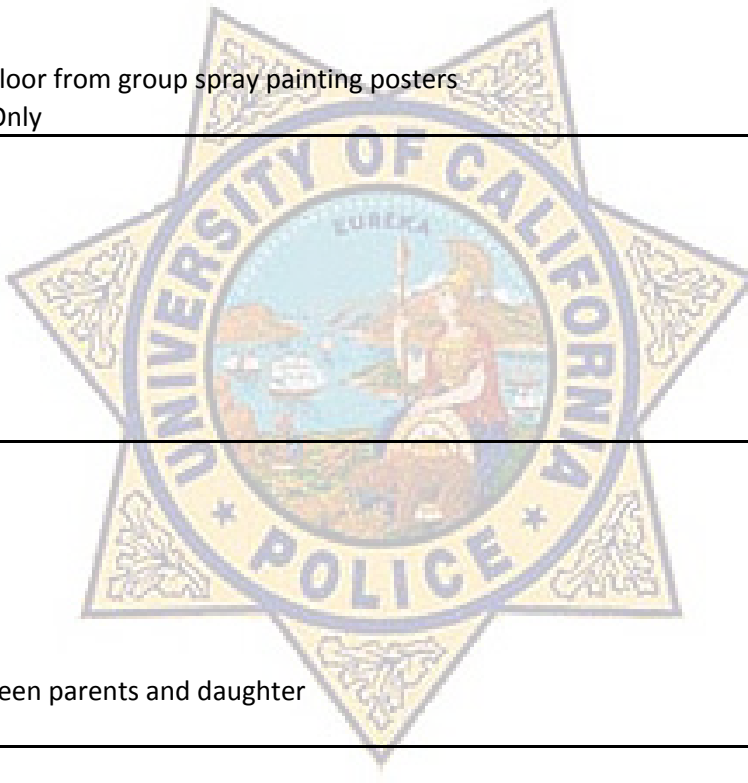 loor from group spray painting posters
Only
UNIVERSITY OF CALIFORNIA
EUREKA
POLICE
een parents and daughter